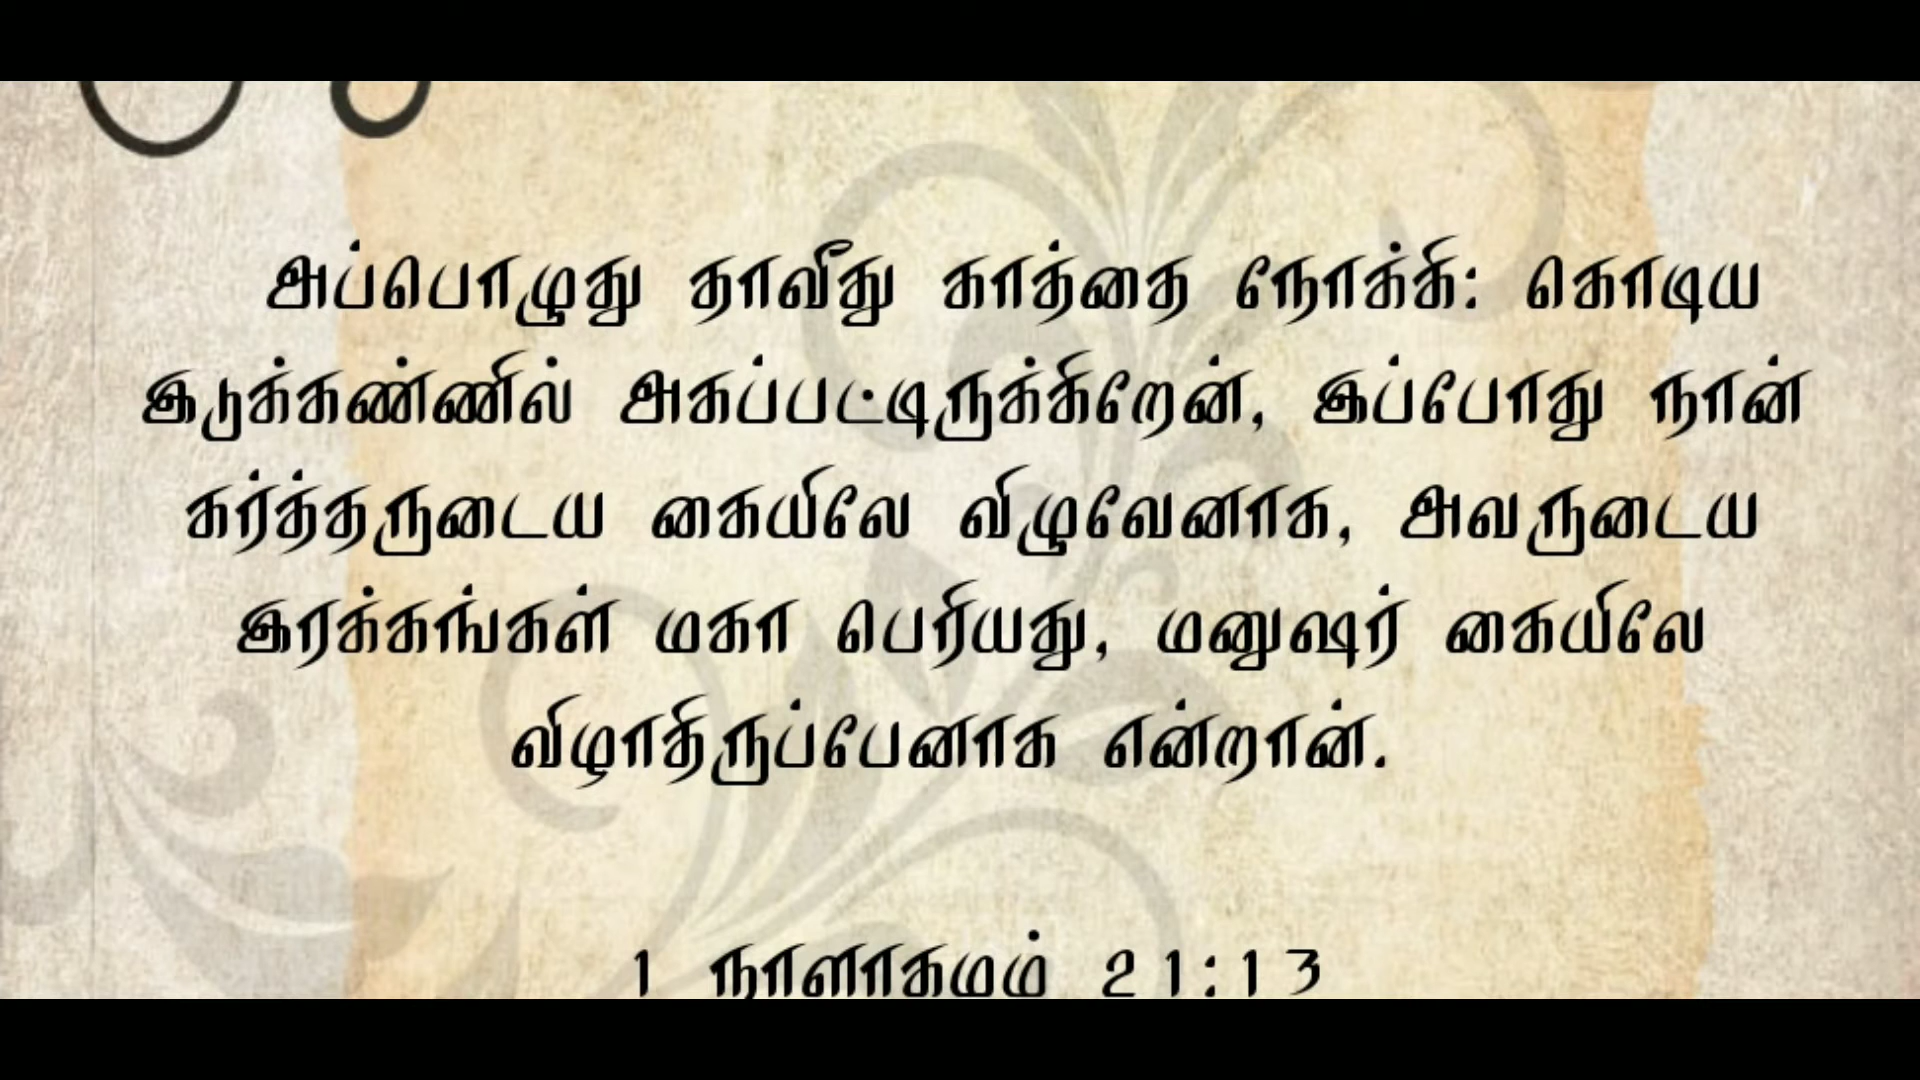 அப்பொழுது தாவீது காத்தை நோக்கி: கொடிய
இடுக்கண்ணில் அகப்பட்டிருக்கிறேன், இப்போது நான்
கர்த்தருடைய கையிலே விழுவேனாக, அவருடைய
இரக்கங்கள் மகா பெரியது, மனுஷர் கையிலே
விழாதிருப்பேனாக என்றான்.
1 நாளாகமம் 21:13